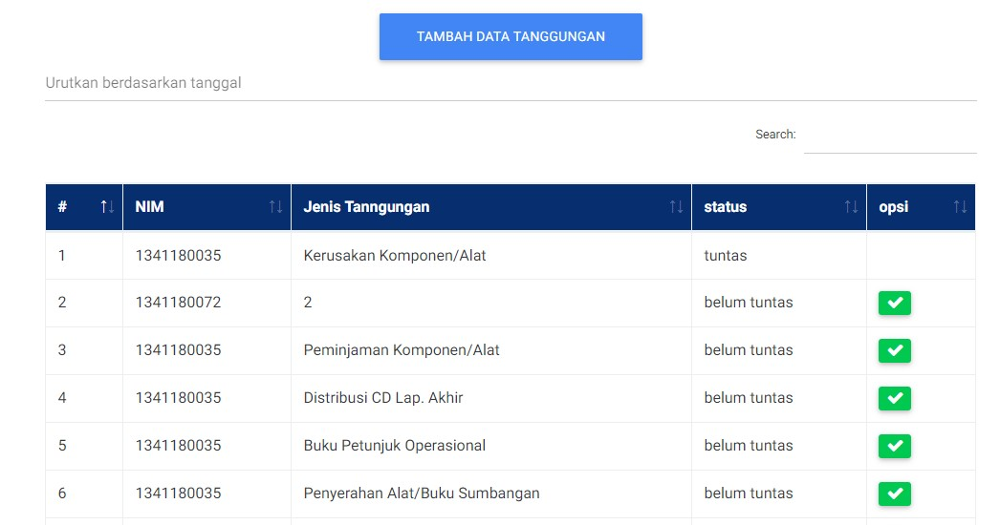 TAMBAH DATA TANGGUNGAN
Urutkan berdasarkan tanggal
Search:
# NIM Jenis Tanngungan status opsi
1 1341180035 Kerusakan Komponen/Alat tuntas
2 1341180072 2 belum tuntas
3 1341180035 Peminjaman Komponen/Alat belum tuntas
4 1341180035 Distribusi CD Lap. Akhir belum tuntas
5 1341180035 Buku Petunjuk Operasional belum tuntas
6 1341180035 Penyerahan Alat/Buku Sumbangan belum tuntas